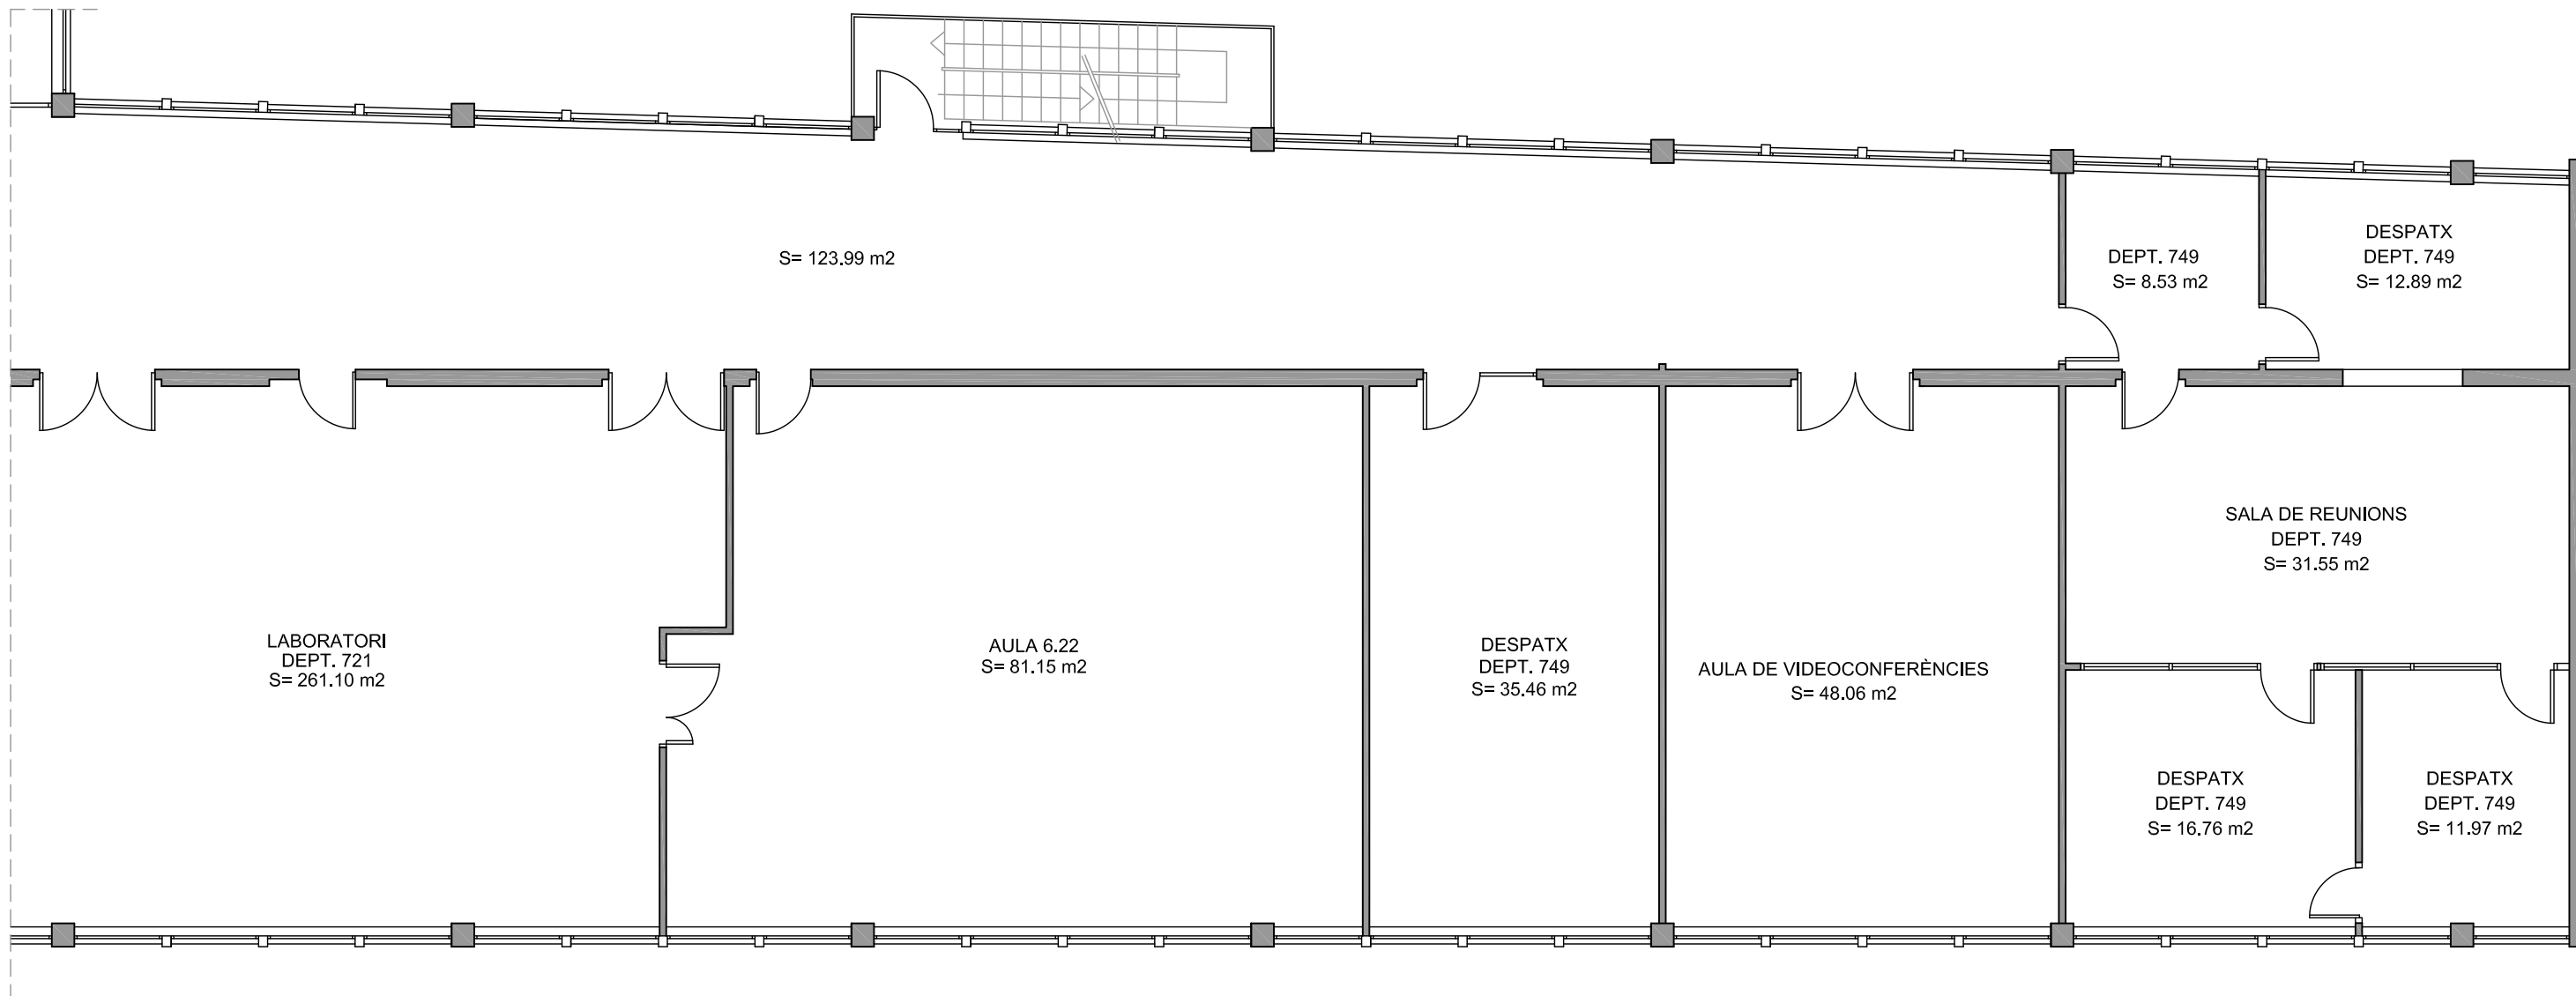 S= 123.99 m2
DEPT. 749
S= 8.53 m2
DESPATX
DEPT. 749
S= 12.89 m2
LABORATORI
DEPT. 721
S= 261.10 m2
AULA 6.22
S= 81.15 m2
DESPATX
DEPT. 749
S= 35.46 m2
AULA DE VIDEOCONFERÈNCIES
S= 48.06 m2
SALA DE REUNIONS
DEPT. 749
S= 31.55 m2
DESPATX
DEPT. 749
S= 16.76 m2
DESPATX
DEPT. 749
S= 11.97 m2